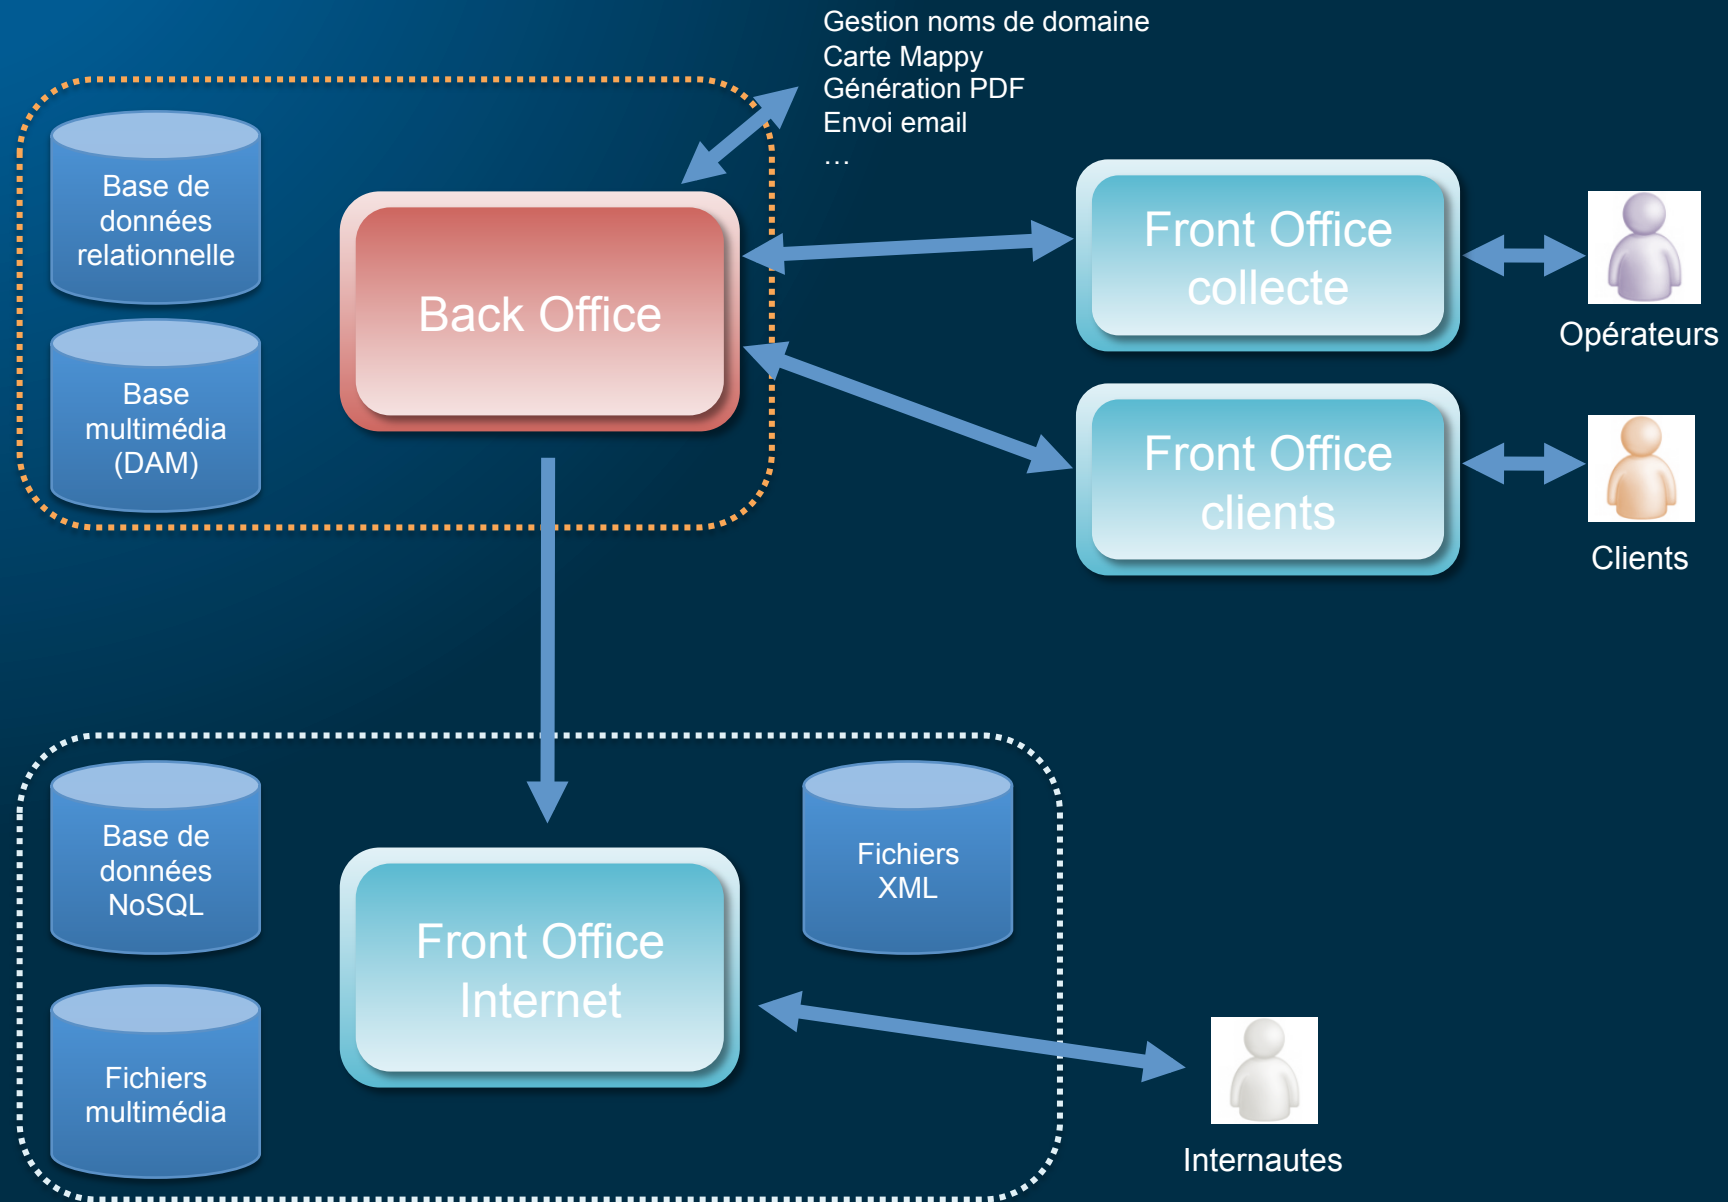 Gestion noms de domaine
Carte Mappy
Génération PDF
Envoi email
…
Base de
données
relationnelle
Back Office
Front Office
collecte
Opérateurs
Base
multimédia
(DAM)
Front Office
clients
Clients
Base de
données
NoSQL
Front Office
Internet
Fichiers
XML
Fichiers
multimédia
Internautes